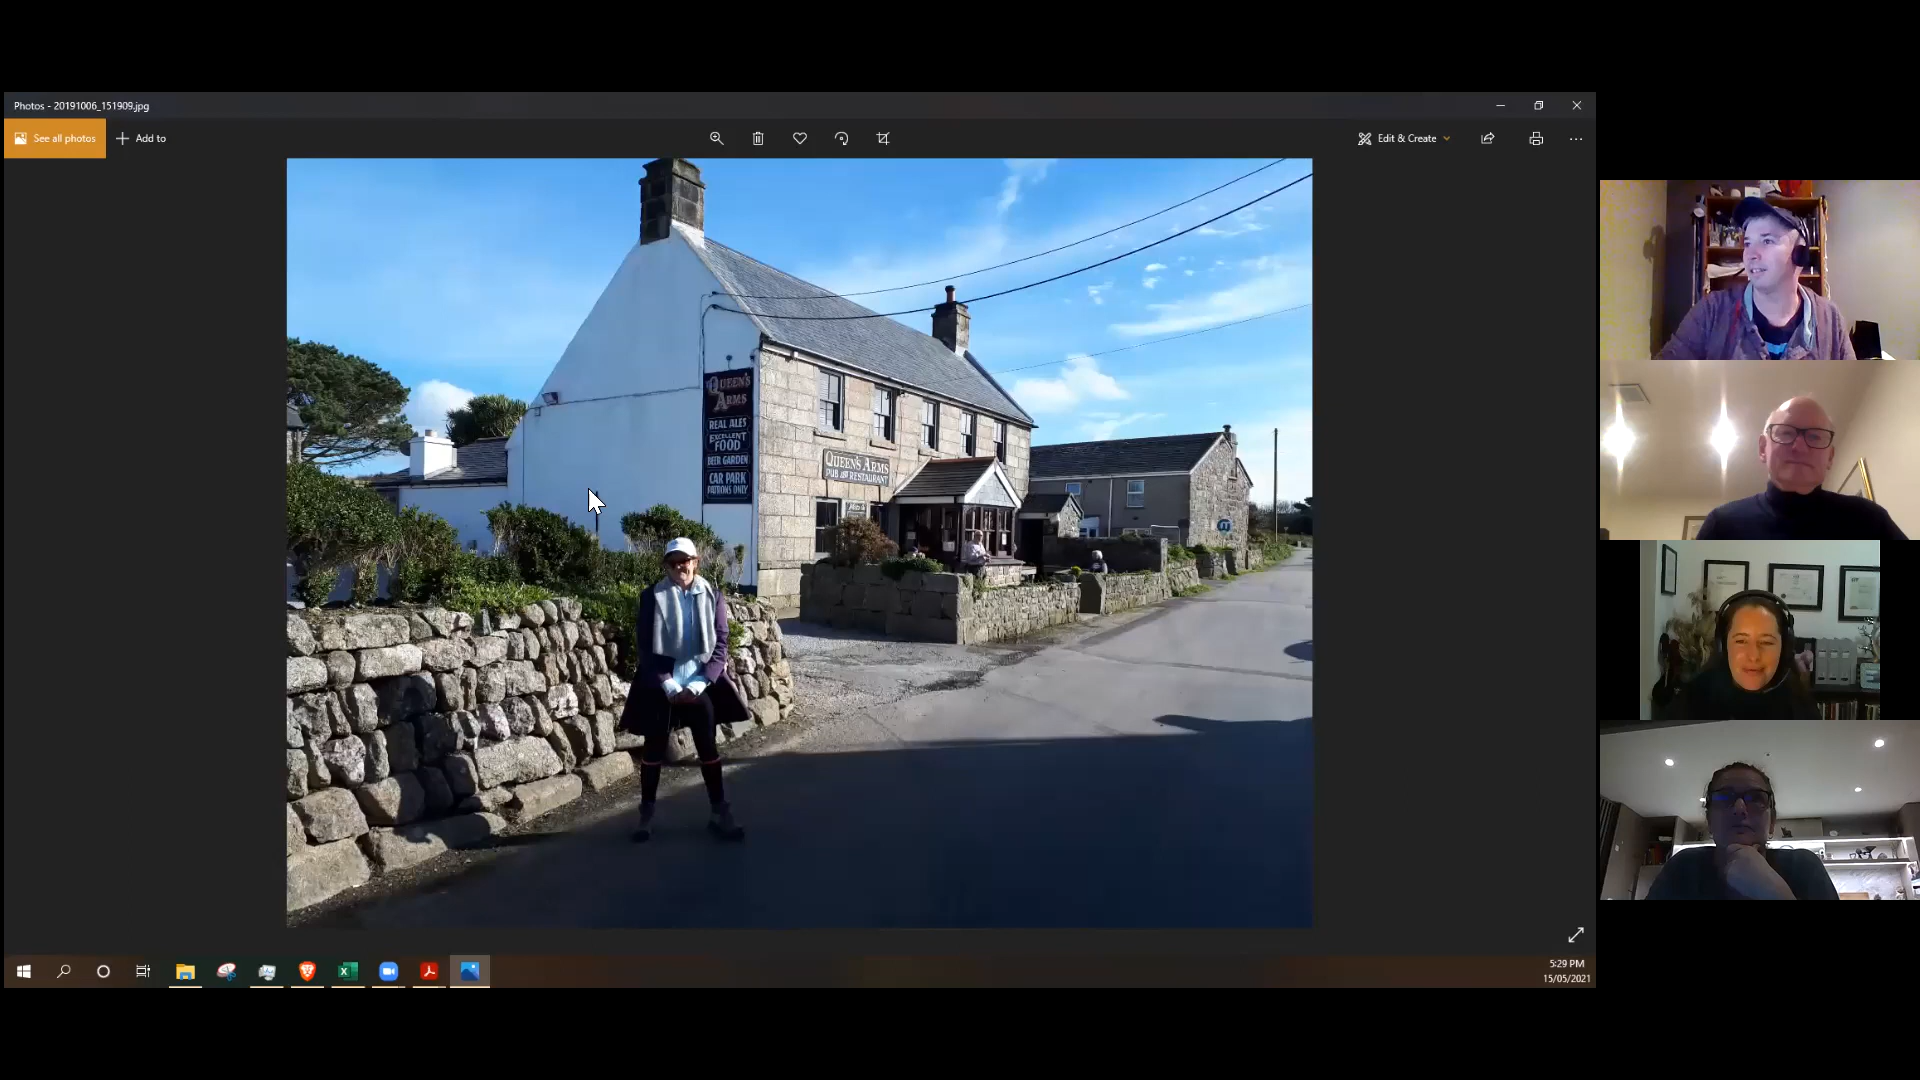 Photos - 20191006_151909.jpg
See all photos
Add to
Edit & Create
QUEEN'S
ARMS
REAL ALES
EXCELLENT
FOOD
BEER GARDEN
CAR PARK
PATRONS ONLY
QUEEN'S ARMS
PUB AND RESTAURANT
5:29 PM
15/05/2021